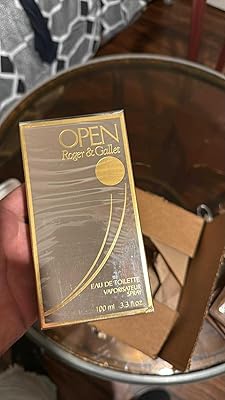 OPEN
Roger & Gallet
EAU DE TOILETTE
VAPORISATEUR
SPRAY
100 ml 3.3 fl.oz